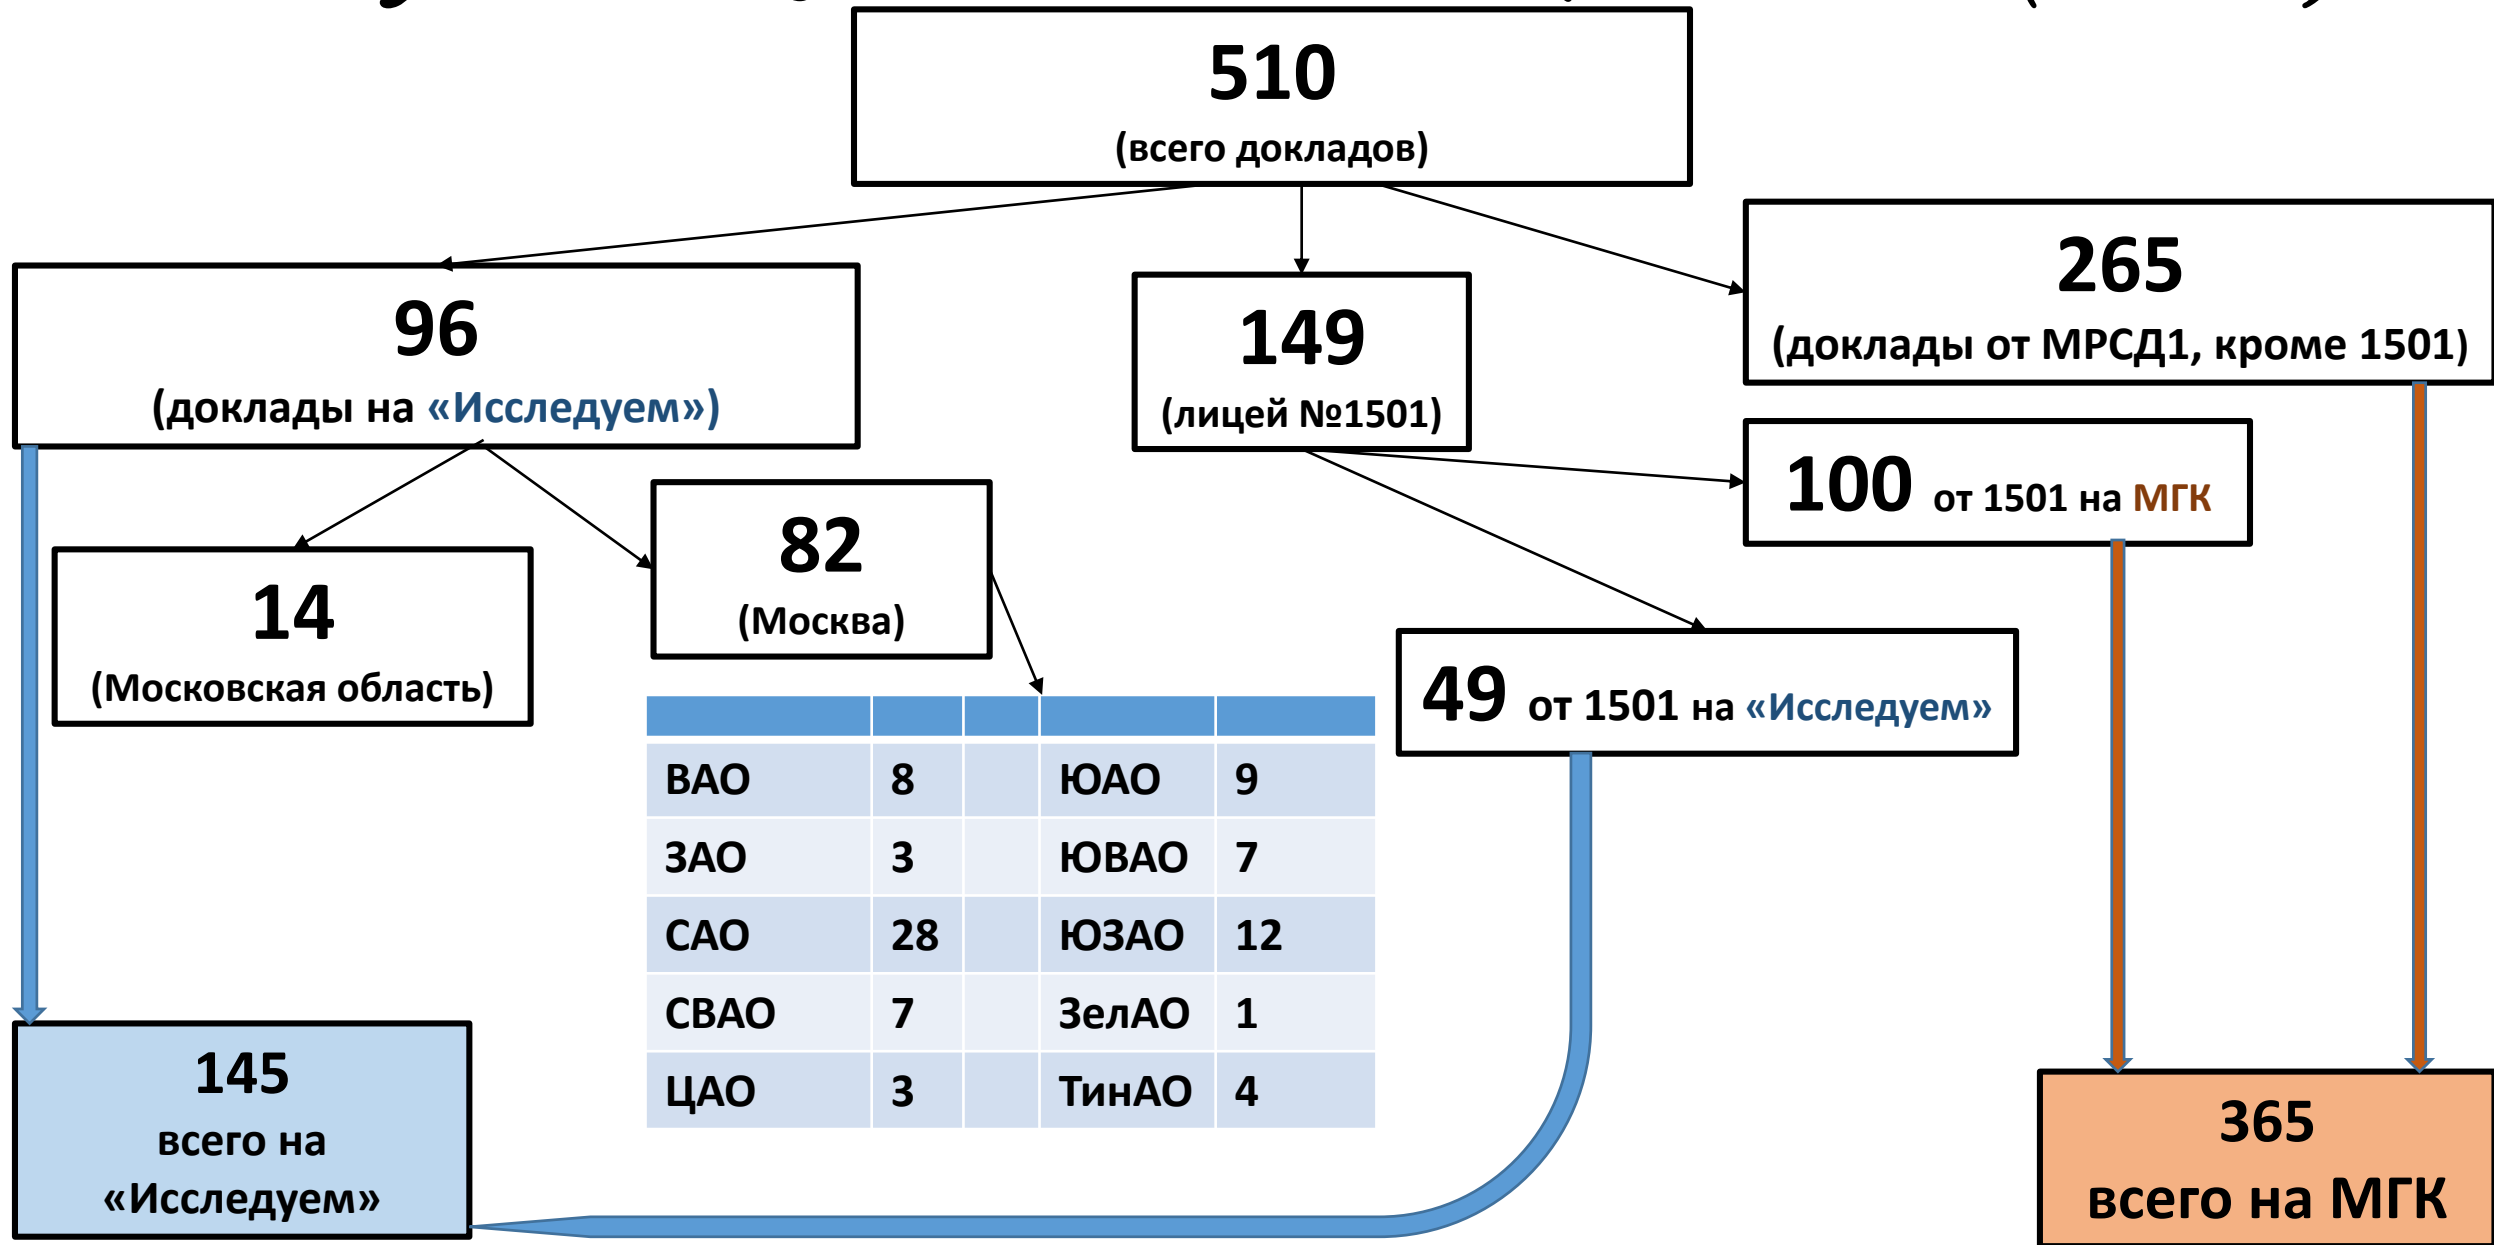 510
(всего докладов)
96
(доклады на «Исследуем»)
149
(лицей №1501)
265
(доклады от МРСД1, кроме 1501)
100 от 1501 на МГК
14
(Московская область)
82
(Москва)
49 от 1501 на «Исследуем»
ВАО 8 ЮАО 9
ЗАО 3 ЮВАО 7
САО 28 ЮЗАО 12
СВАО 7 ЗелАО 1
ЦАО 3 ТинАО 4
145
всего на
«Исследуем»
365
всего на МГК